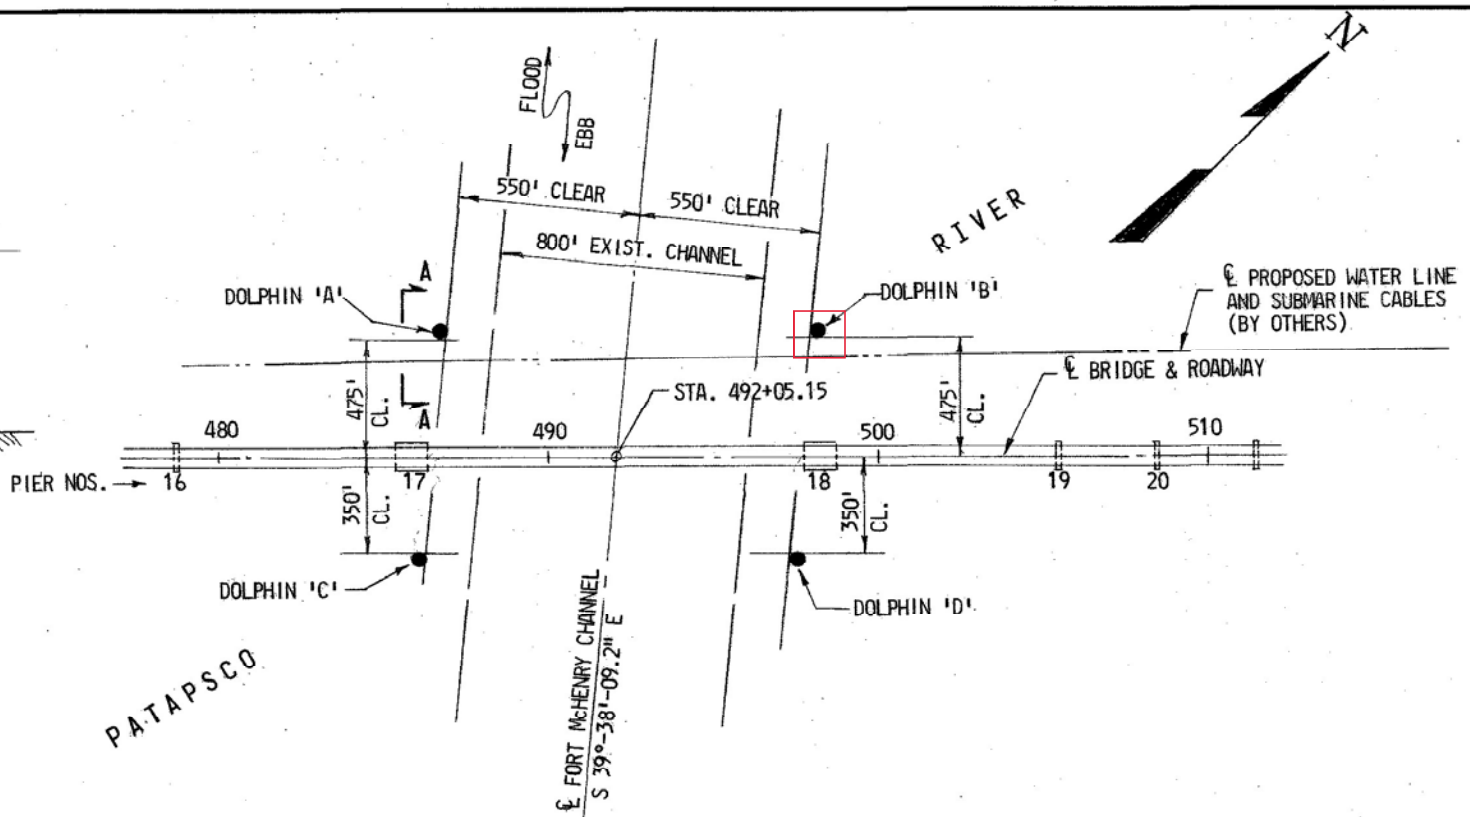 N
FLOOD
EBB
550' CLEAR
550' CLEAR
800' EXIST. CHANNEL
RIVER
A
DOLPHIN 'A'
DOLPHIN 'B'
℄ PROPOSED WATER LINE
AND SUBMARINE CABLES
(BY OTHERS)
℄ BRIDGE & ROADWAY
475'
CL.
A
STA. 492+05.15
475'
CL.
480
490
500
510
PIER NOS.
16
17
18
19
20
350'
CL.
350'
CL.
DOLPHIN 'C'
DOLPHIN 'D'
℄ FORT McHENRY CHANNEL
S 39°-38'-09.2" E
PATAPSCO